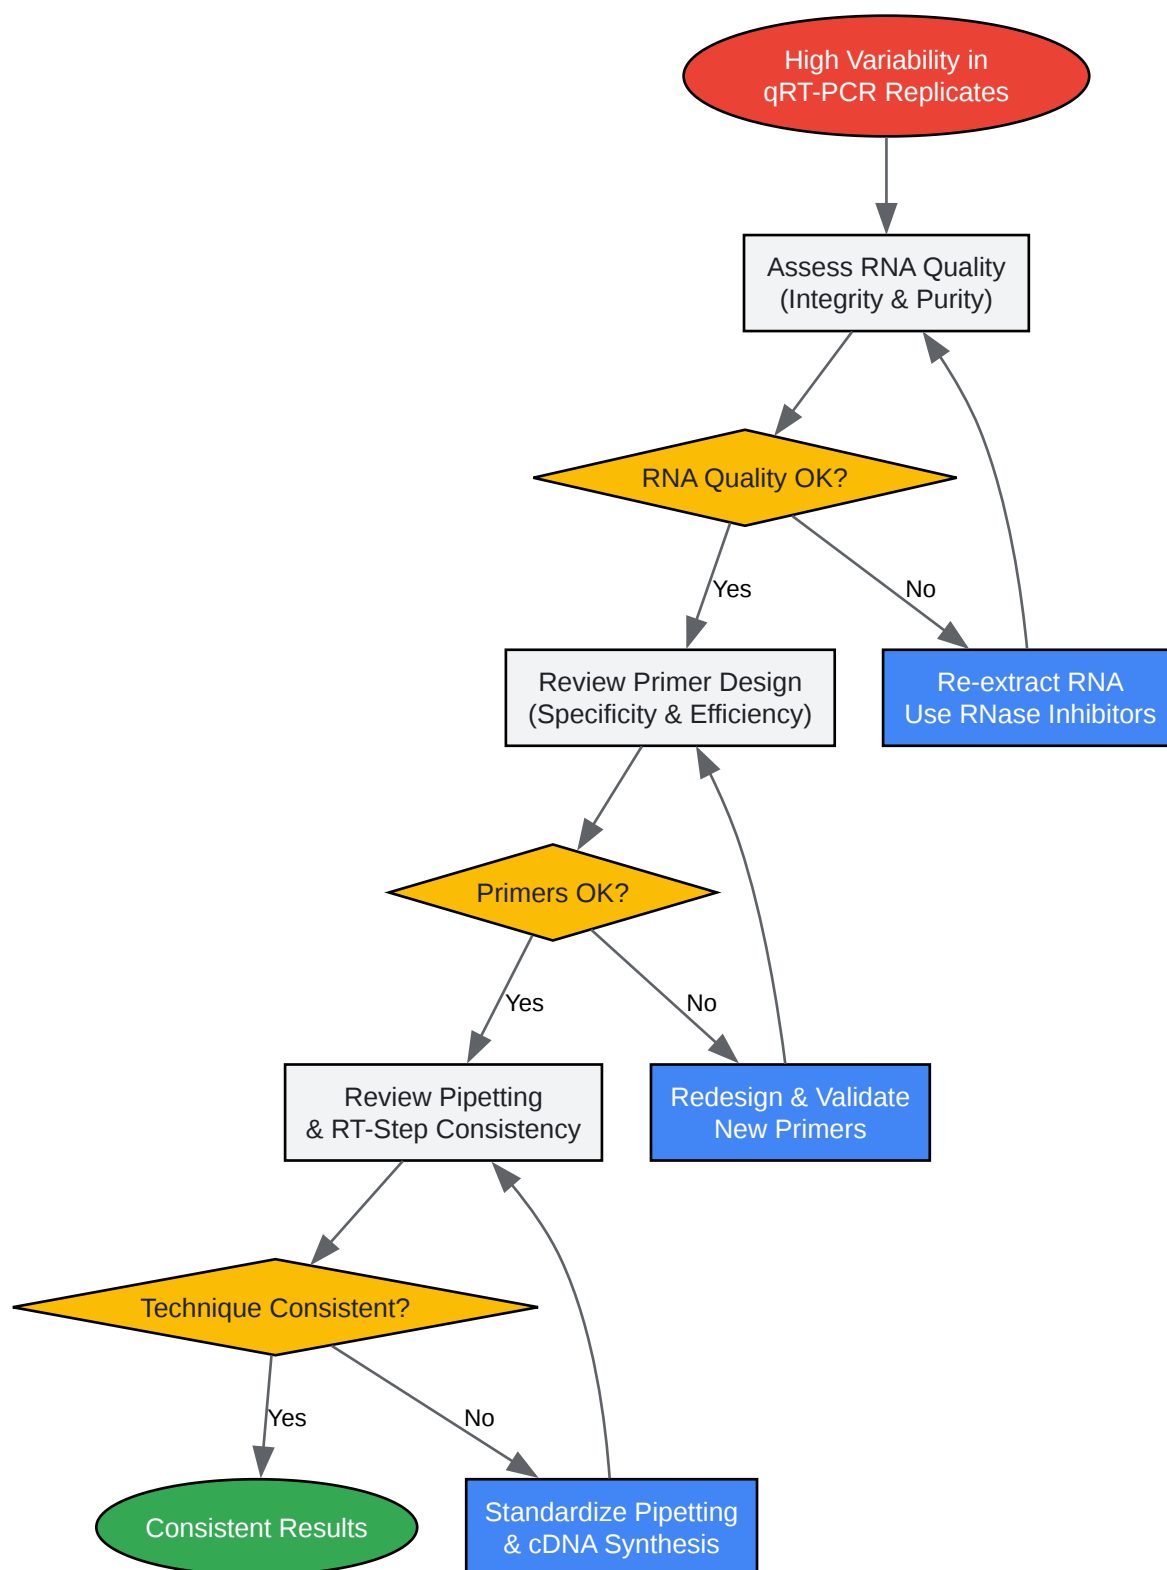 High Variability in
qRT-PCR Replicates
Assess RNA Quality
(Integrity & Purity)
RNA Quality OK?
Yes
No
Review Primer Design
(Specificity & Efficiency)
Re-extract RNA
Use RNase Inhibitors
Primers OK?
Yes
No
Review Pipetting
& RT-Step Consistency
Redesign & Validate
New Primers
Technique Consistent?
Yes
No
Consistent Results
Standardize Pipetting
& cDNA Synthesis